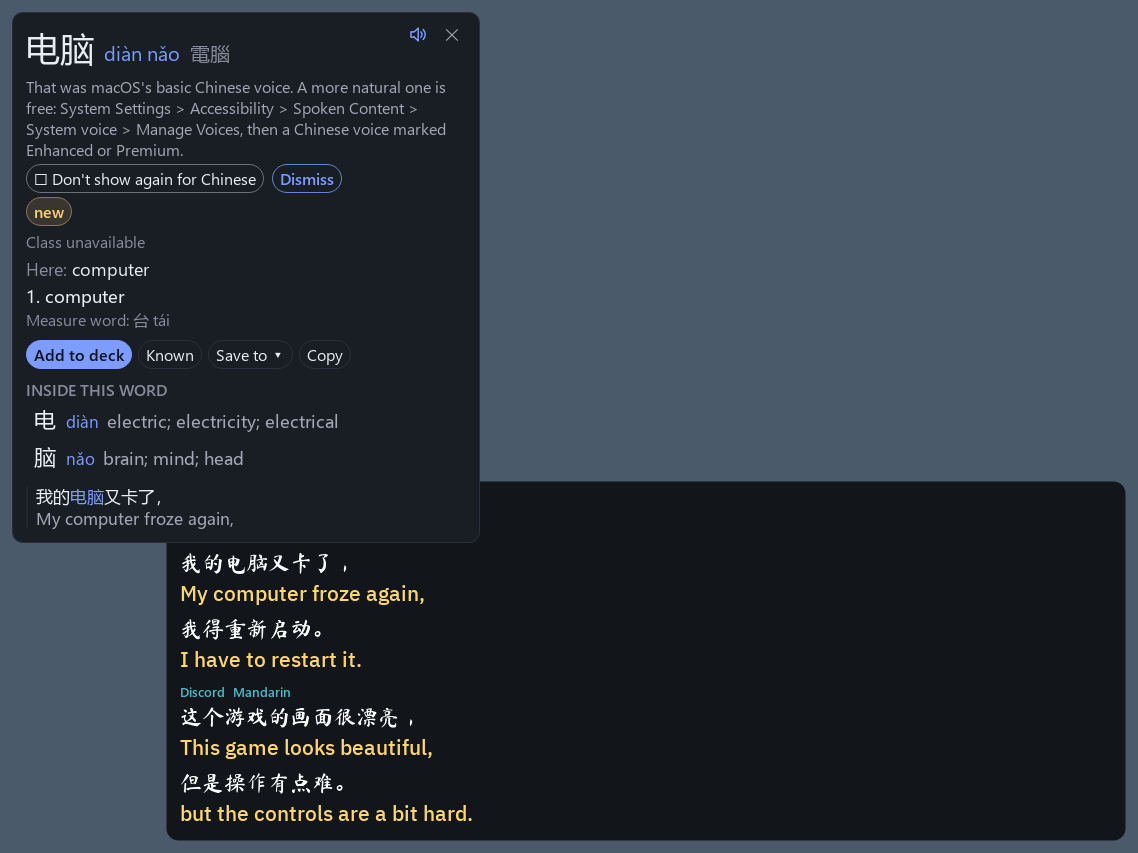 电脑 diàn nǎo 電腦
That was macOS's basic Chinese voice. A more natural one is
free: System Settings > Accessibility > Spoken Content >
System voice > Manage Voices, then a Chinese voice marked
Enhanced or Premium.
☐ Don't show again for Chinese Dismiss
new
Class unavailable
Here: computer
1. computer
Measure word: 台 tái
Add to deck Known Save to ▾ Copy
INSIDE THIS WORD
电 diàn electric; electricity; electrical
脑 nǎo brain; mind; head
我的电脑又卡了，
My computer froze again,
我的电脑又卡了，
My computer froze again,
我得重新启动。
I have to restart it.
Discord Mandarin
这个游戏的画面很漂亮，
This game looks beautiful,
但是操作有点难。
but the controls are a bit hard.